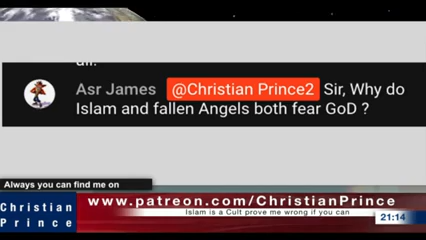 Asr James @Christian Prince2 Sir, Why do
Islam and fallen Angels both fear GoD ?
Always you can find me on
Christian
Prince
www.patreon.com/ChristianPrince
Islam is a Cult prove me wrong if you can
21:14